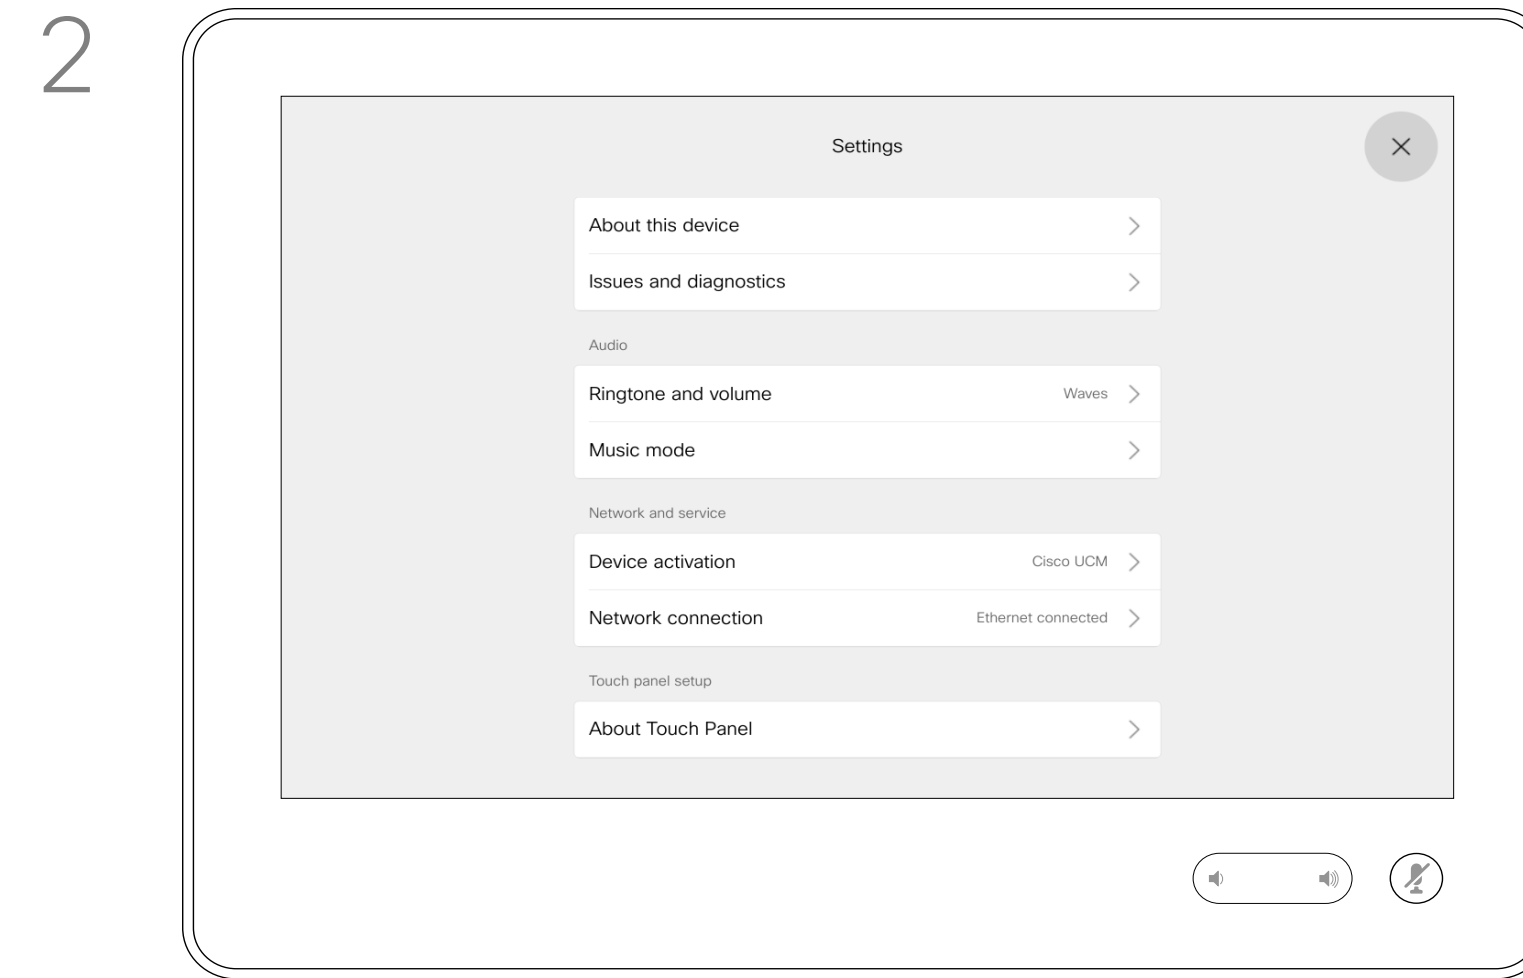 2
Settings
About this device
Issues and diagnostics
Audio
Ringtone and volume Waves
Music mode
Network and service
Device activation Cisco UCM
Network connection Ethernet connected
Touch panel setup
About Touch Panel